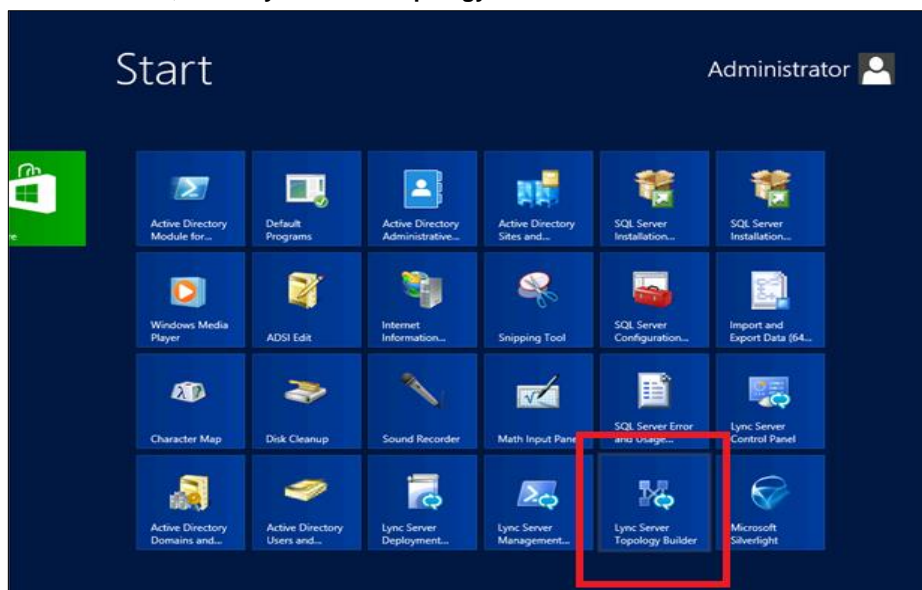 Start
Administrator
Active Directory
Module for...
Default
Programs
Active Directory
Administrative...
Active Directory
Sites and...
SQL Server
Installation...
SQL Server
Installation...
Windows Media
Player
ADSI Edit
Internet
Information...
Snipping Tool
SQL Server
Configuration...
Import and
Export Data (64...
Character Map
Disk Cleanup
Sound Recorder
Math Input Pane
SQL Server Error
and Usage...
Lync Server
Control Panel
Active Directory
Domains and...
Active Directory
Users and...
Lync Server
Deployment...
Lync Server
Management...
Lync Server
Topology Builder
Microsoft
Silverlight